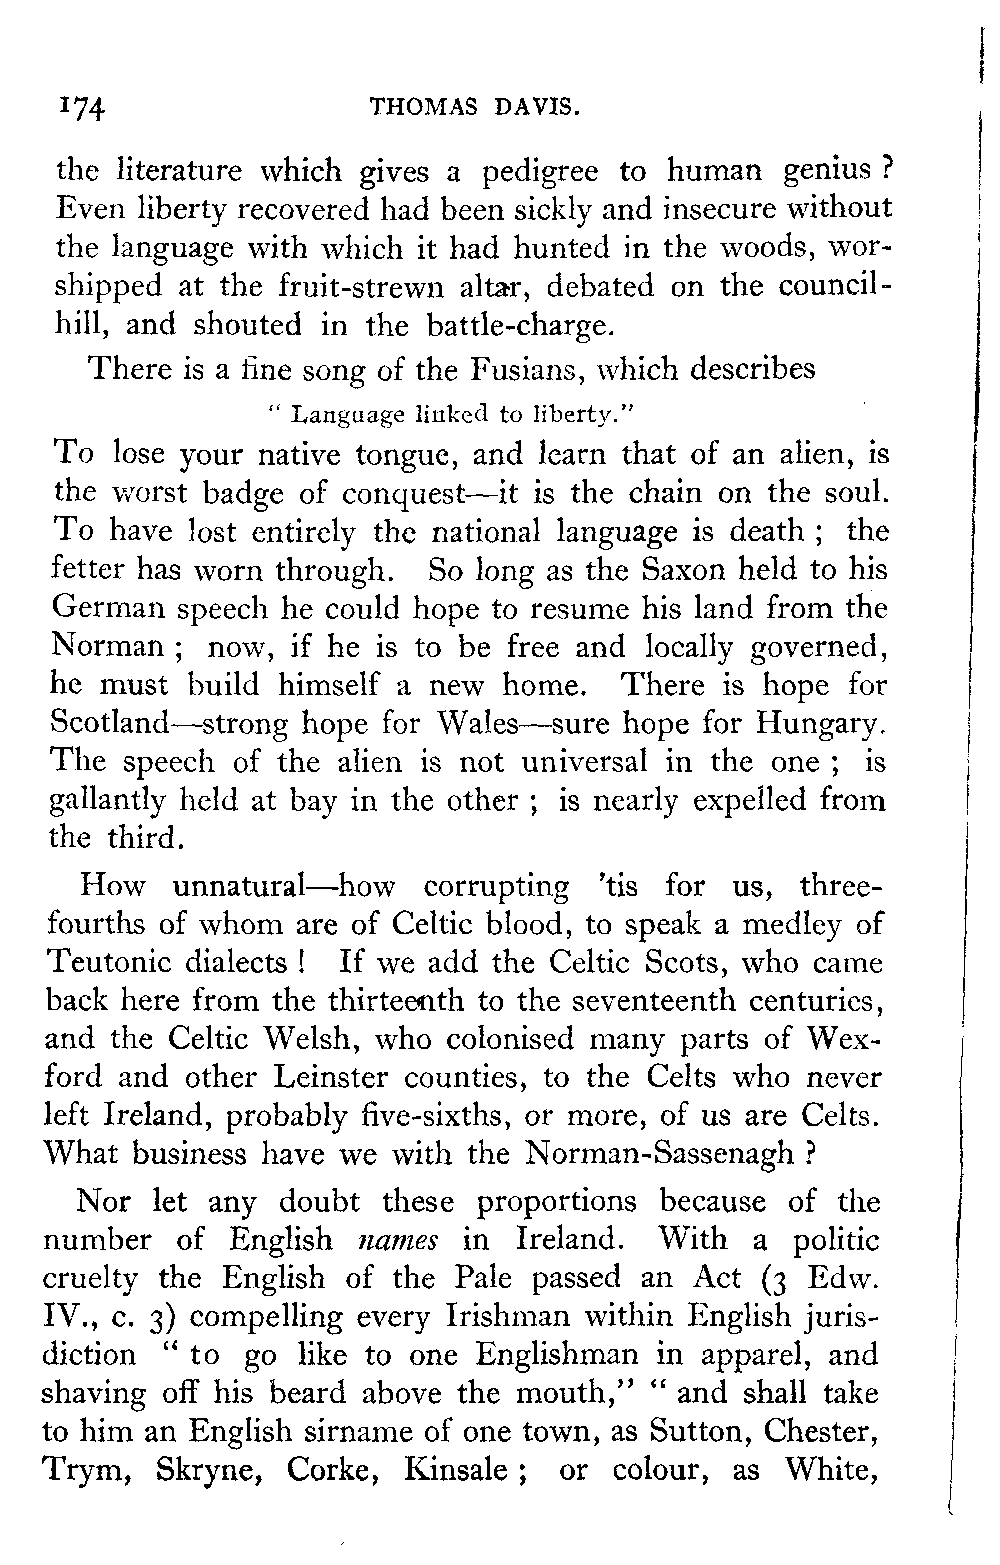 174 THOMAS DAVIS.
the literature which gives a pedigree to human genius ?
Even liberty recovered had been sickly and insecure without
the language with which it had hunted in the woods, wor-
shipped at the fruit-strewn altar, debated on the council-
hill, and shouted in the battle-charge.
There is a fine song of the Fusians, which describes
“ Language linked to liberty.”
To lose your native tongue, and learn that of an alien, is
the worst badge of conquest—it is the chain on the soul.
To have lost entirely the national language is death ; the
fetter has worn through. So long as the Saxon held to his
German speech he could hope to resume his land from the
Norman ; now, if he is to be free and locally governed,
he must build himself a new home. There is hope for
Scotland—strong hope for Wales—sure hope for Hungary.
The speech of the alien is not universal in the one ; is
gallantly held at bay in the other ; is nearly expelled from
the third.
How unnatural—how corrupting ’tis for us, three-
fourths of whom are of Celtic blood, to speak a medley of
Teutonic dialects ! If we add the Celtic Scots, who came
back here from the thirteenth to the seventeenth centuries,
and the Celtic Welsh, who colonised many parts of Wex-
ford and other Leinster counties, to the Celts who never
left Ireland, probably five-sixths, or more, of us are Celts.
What business have we with the Norman-Sassenagh ?
Nor let any doubt these proportions because of the
number of English names in Ireland. With a politic
cruelty the English of the Pale passed an Act (3 Edw.
IV., c. 3) compelling every Irishman within English juris-
diction “ to go like to one Englishman in apparel, and
shaving off his beard above the mouth,” “ and shall take
to him an English sirname of one town, as Sutton, Chester,
Trym, Skryne, Corke, Kinsale ; or colour, as White,